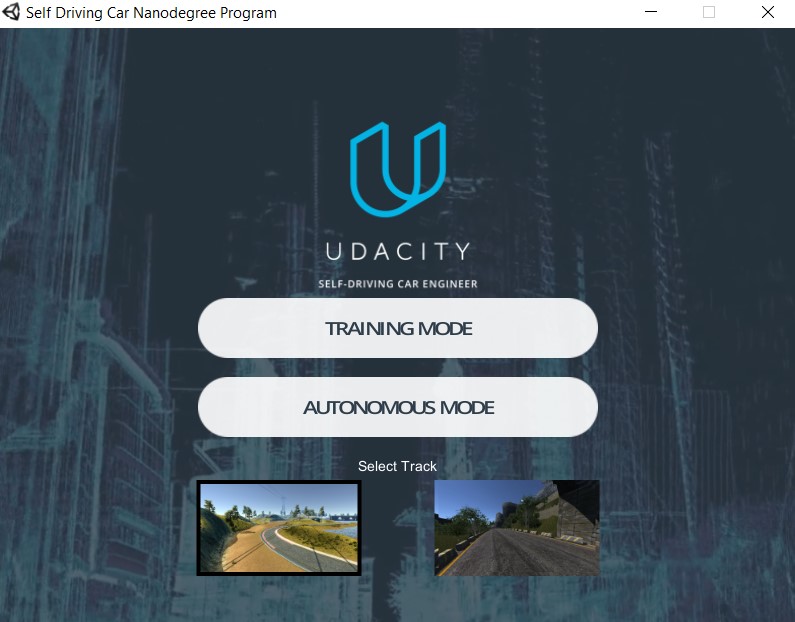 Self Driving Car Nanodegree Program
UDACITY
SELF-DRIVING CAR ENGINEER
TRAINING MODE
AUTONOMOUS MODE
Select Track